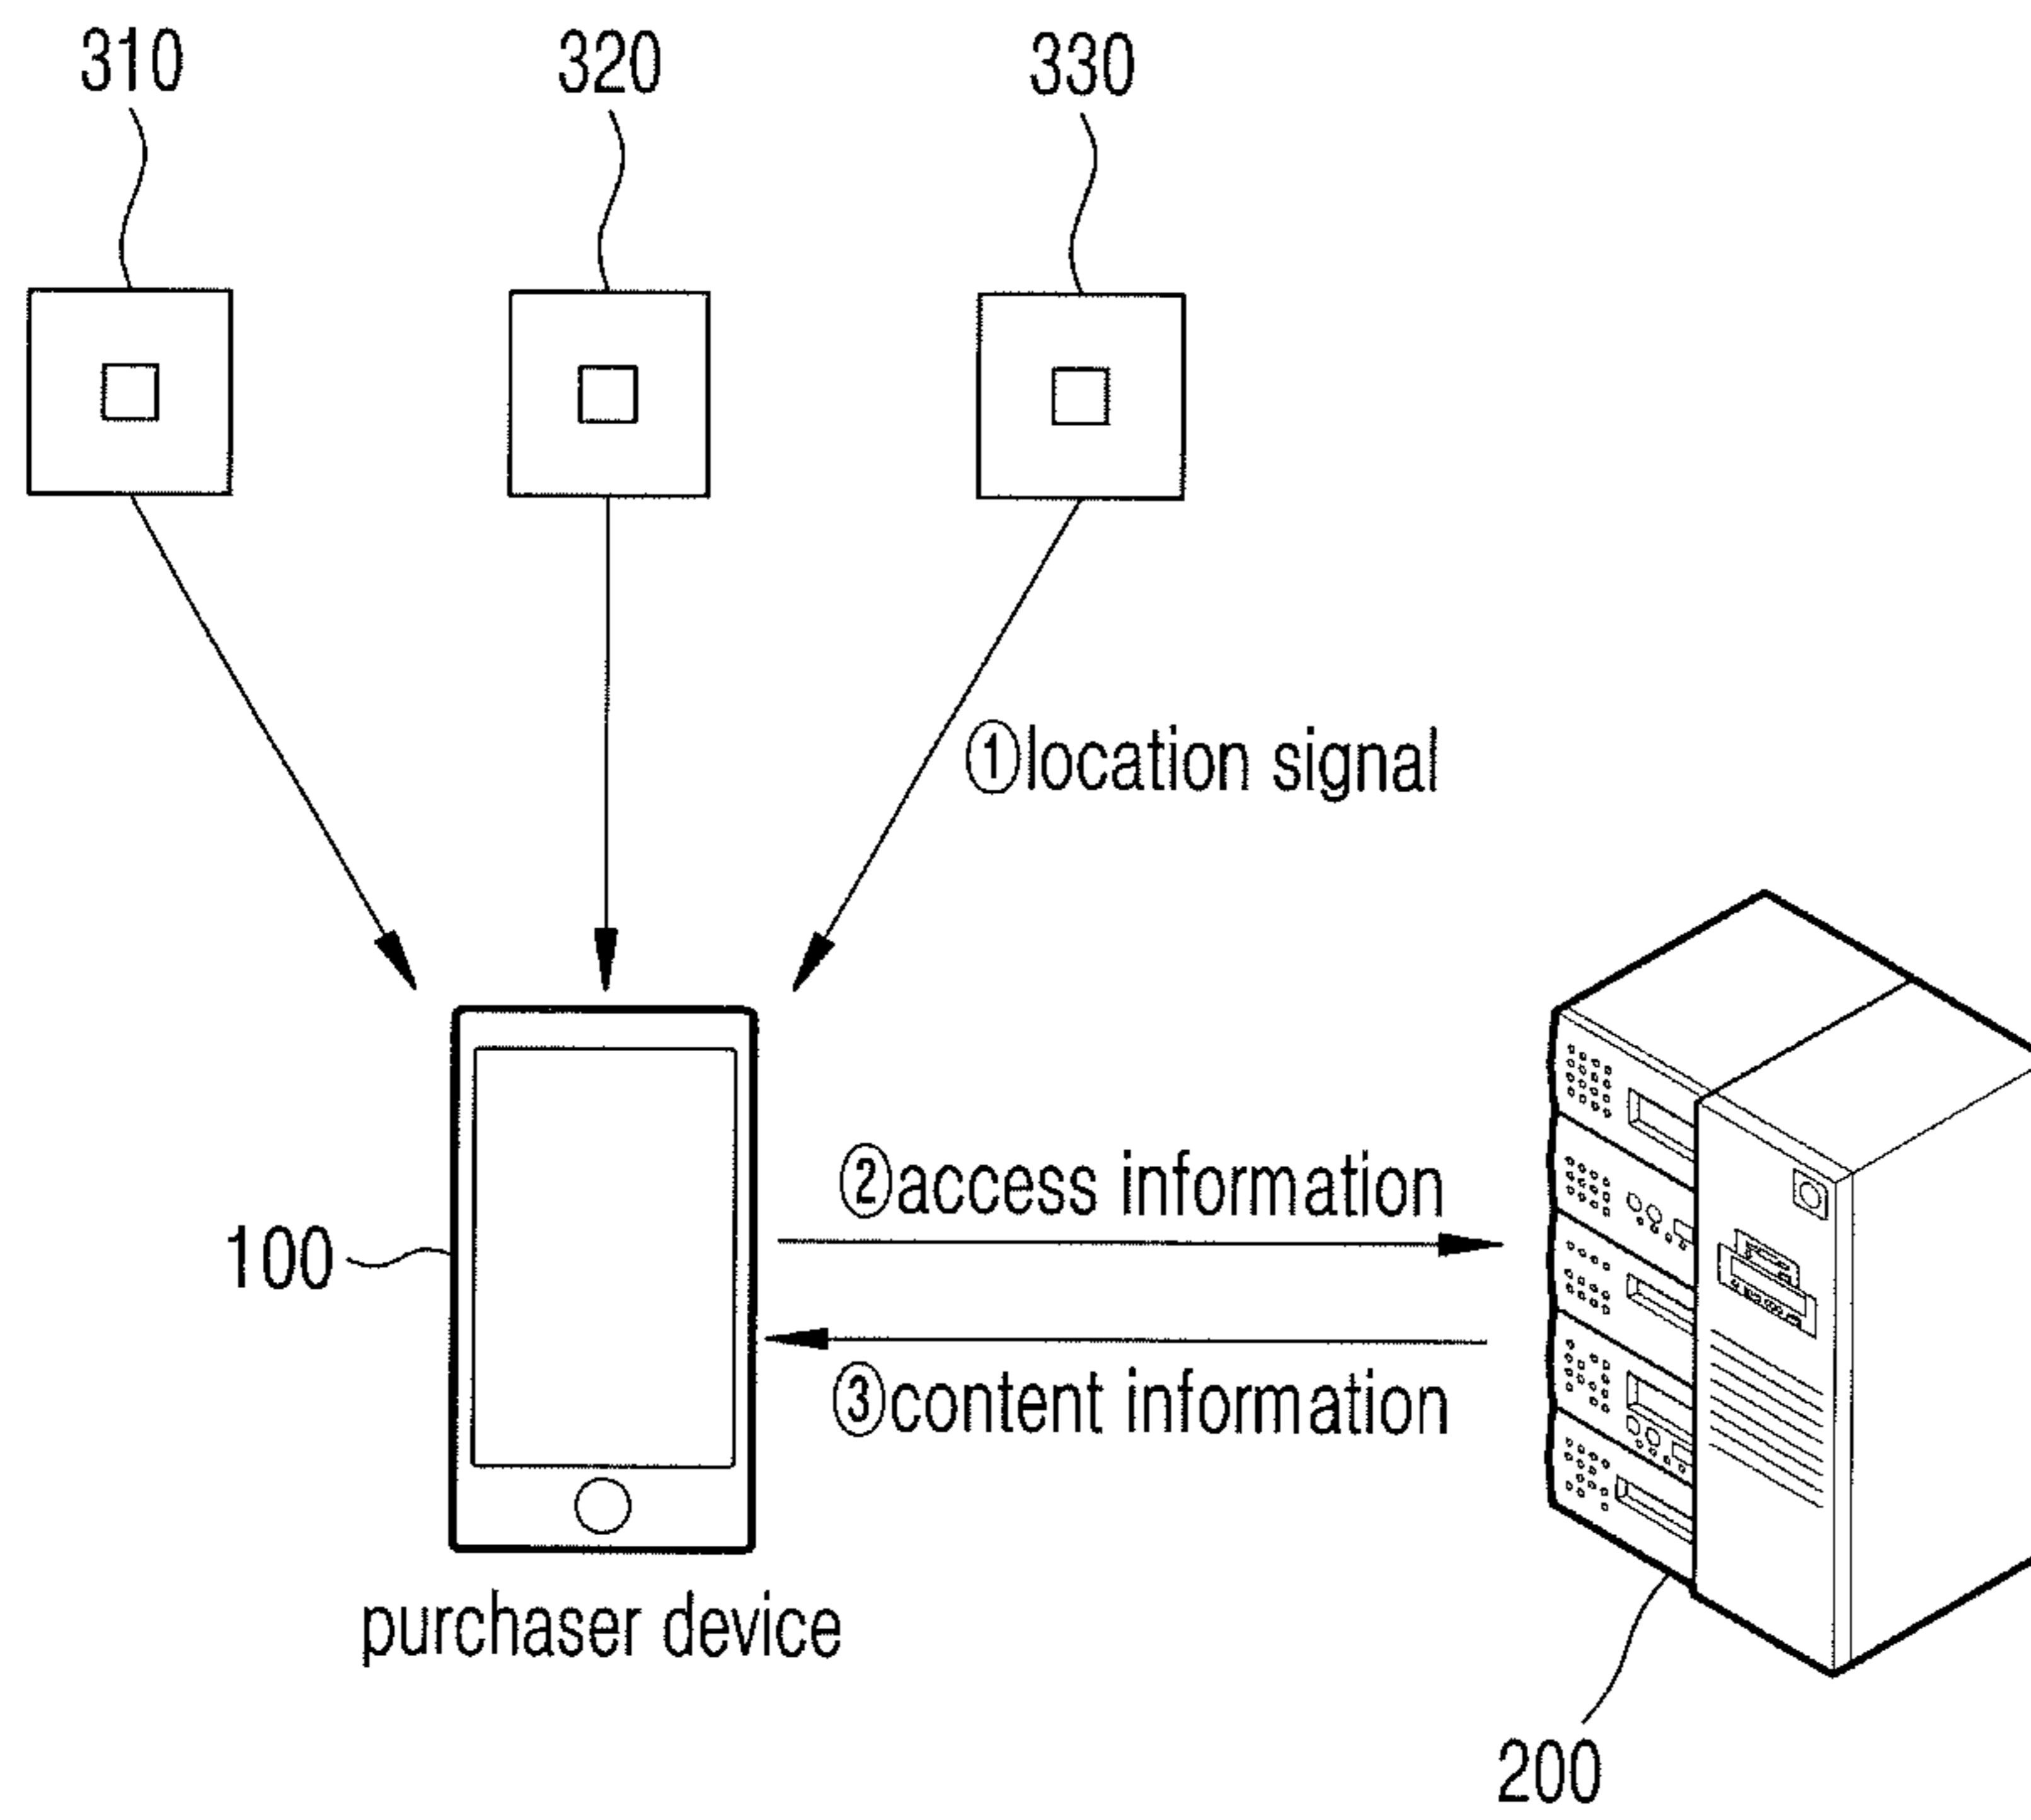 310 320 330
①location signal
②access information
100
③content information
purchaser device
200